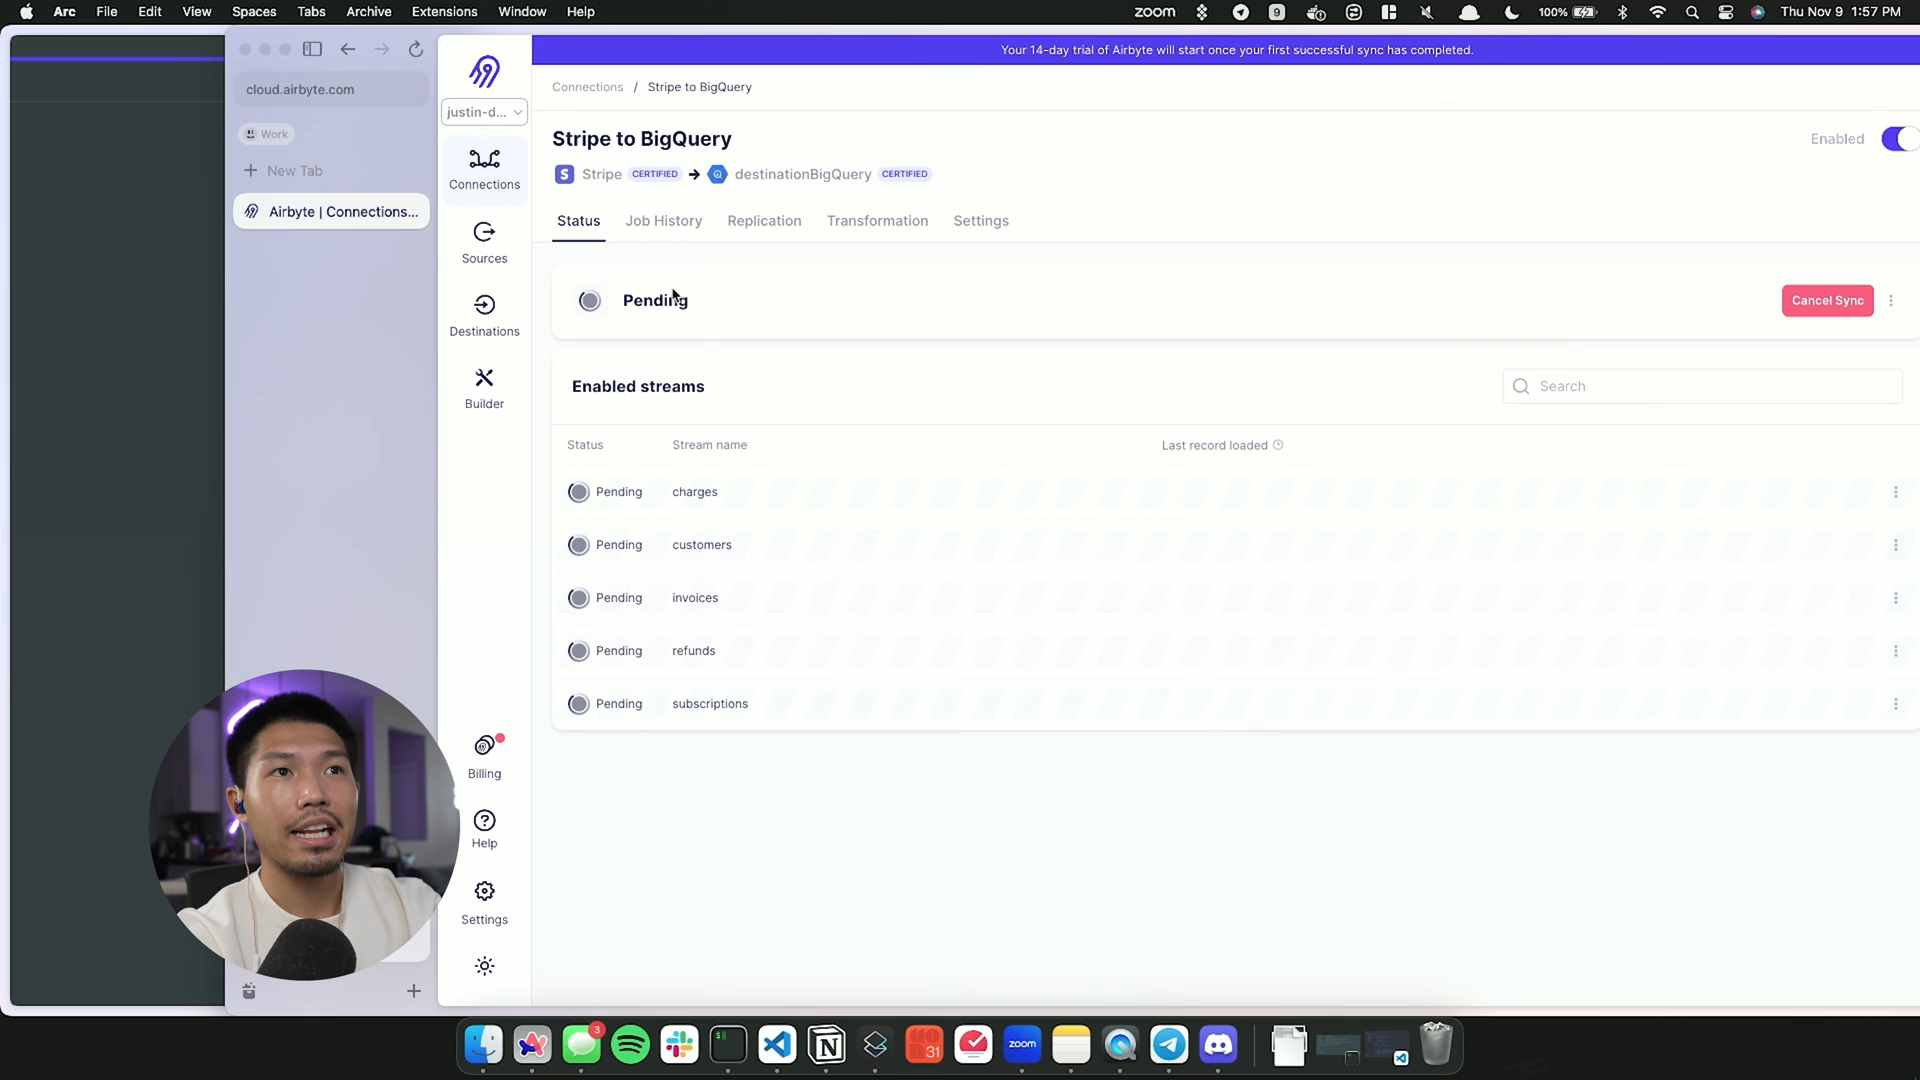 Arc File Edit View Spaces Tabs Archive Extensions Window Help
zoom 9 100% Thu Nov 9 1:57 PM
Your 14-day trial of Airbyte will start once your first successful sync has completed.
cloud.airbyte.com
Work
New Tab
Airbyte | Connections...
justin-d...
Connections
Sources
Destinations
Builder
Billing
Help
Settings
Connections / Stripe to BigQuery
Stripe to BigQuery
Enabled
S Stripe CERTIFIED destinationBigQuery CERTIFIED
Status Job History Replication Transformation Settings
Pending
Cancel Sync
Enabled streams
Search
Status Stream name Last record loaded
Pending charges
Pending customers
Pending invoices
Pending refunds
Pending subscriptions
3
31
zoom